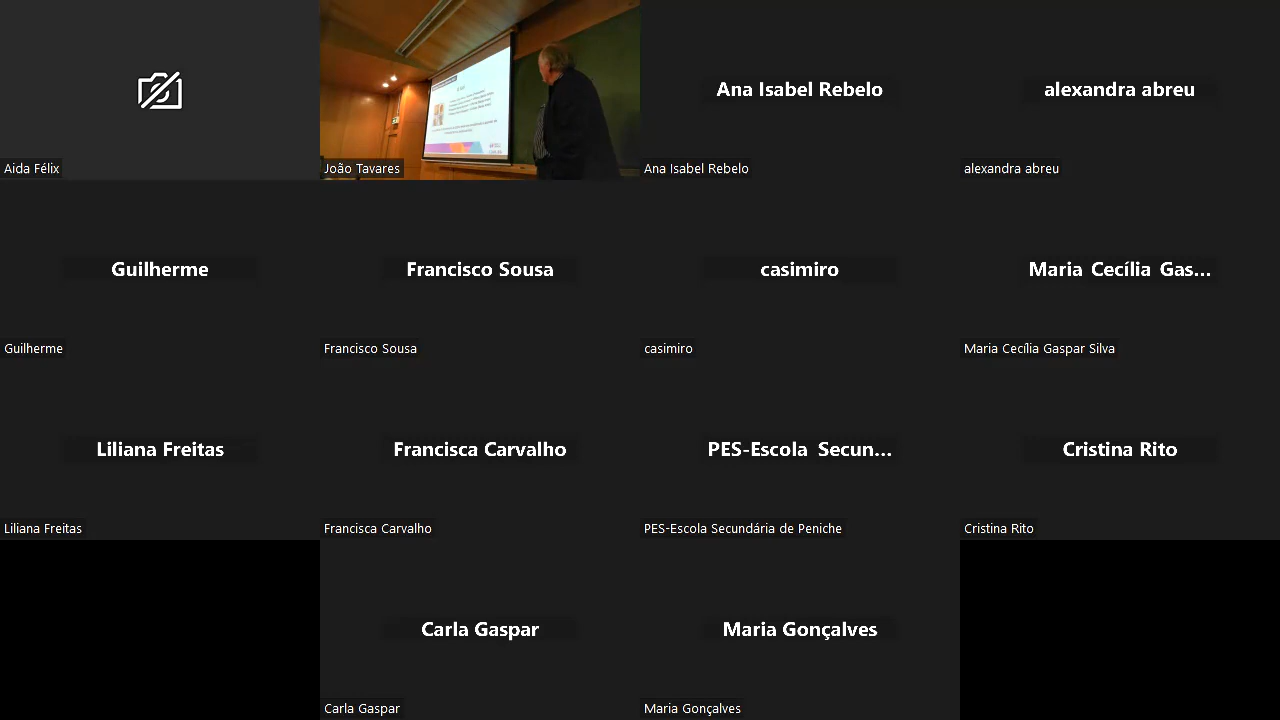 Aida Félix
João Tavares
Ana Isabel Rebelo
Ana Isabel Rebelo
alexandra abreu
alexandra abreu
Guilherme
Guilherme
Francisco Sousa
Francisco Sousa
casimiro
casimiro
Maria Cecília Gas...
Maria Cecília Gaspar Silva
Liliana Freitas
Liliana Freitas
Francisca Carvalho
Francisca Carvalho
PES-Escola Secun...
PES-Escola Secundária de Peniche
Cristina Rito
Cristina Rito
Carla Gaspar
Carla Gaspar
Maria Gonçalves
Maria Gonçalves